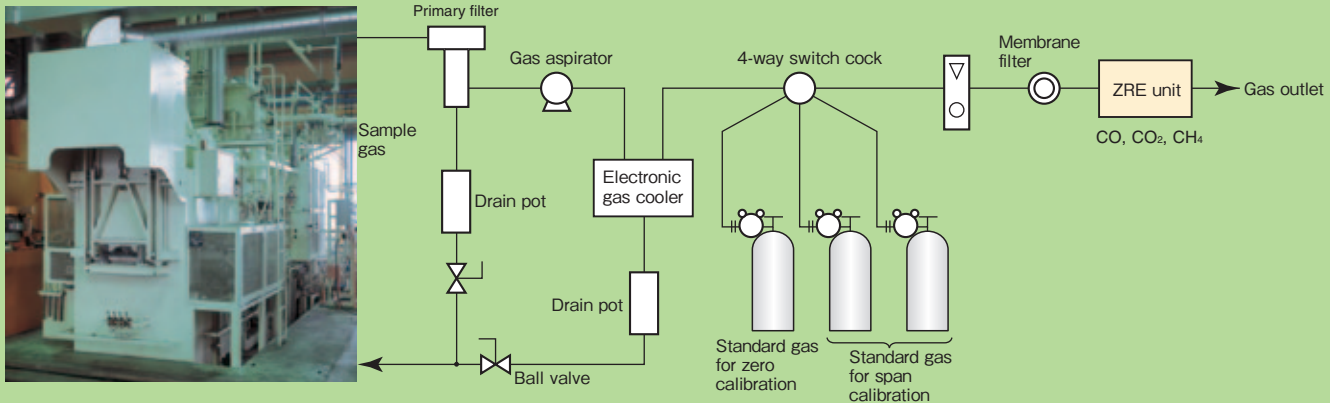 Primary filter
Gas aspirator
4-way switch cock
Membrane
filter
ZRE unit
Gas outlet
CO, CO₂, CH₄
Sample
gas
Drain pot
Electronic
gas cooler
Drain pot
Ball valve
Standard gas
for zero
calibration
Standard gas
for span
calibration